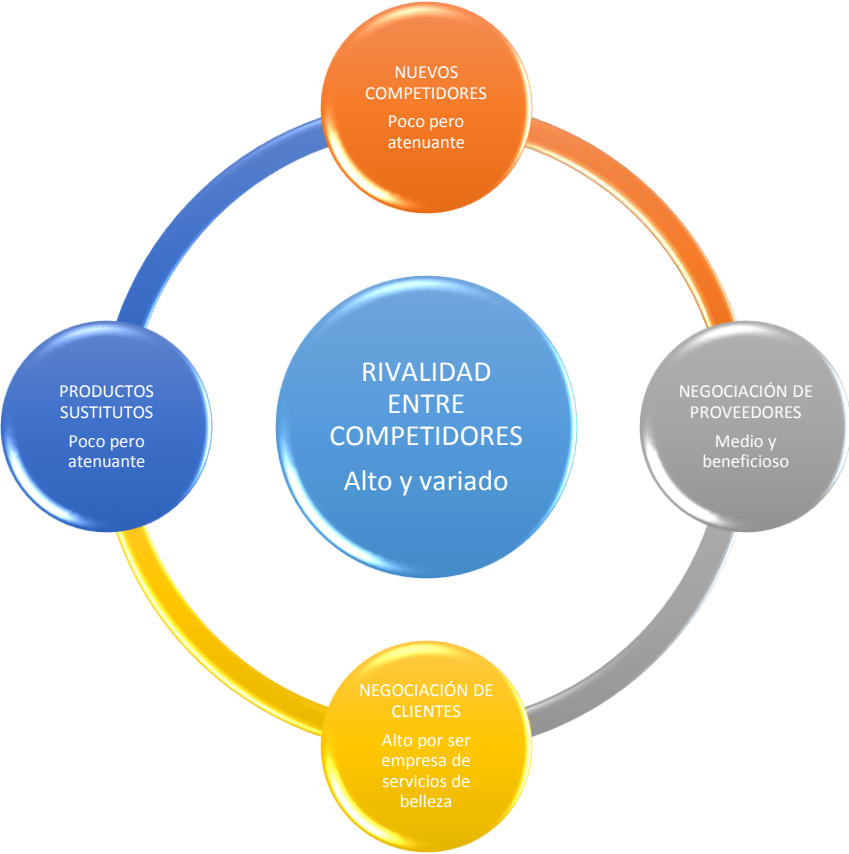 NUEVOS
COMPETIDORES
Poco pero
atenuante
PRODUCTOS
SUSTITUTOS
Poco pero
atenuante
RIVALIDAD
ENTRE
COMPETIDORES
Alto y variado
NEGOCIACIÓN DE
PROVEEDORES
Medio y
beneficioso
NEGOCIACIÓN DE
CLIENTES
Alto por ser
empresa de
servicios de
belleza